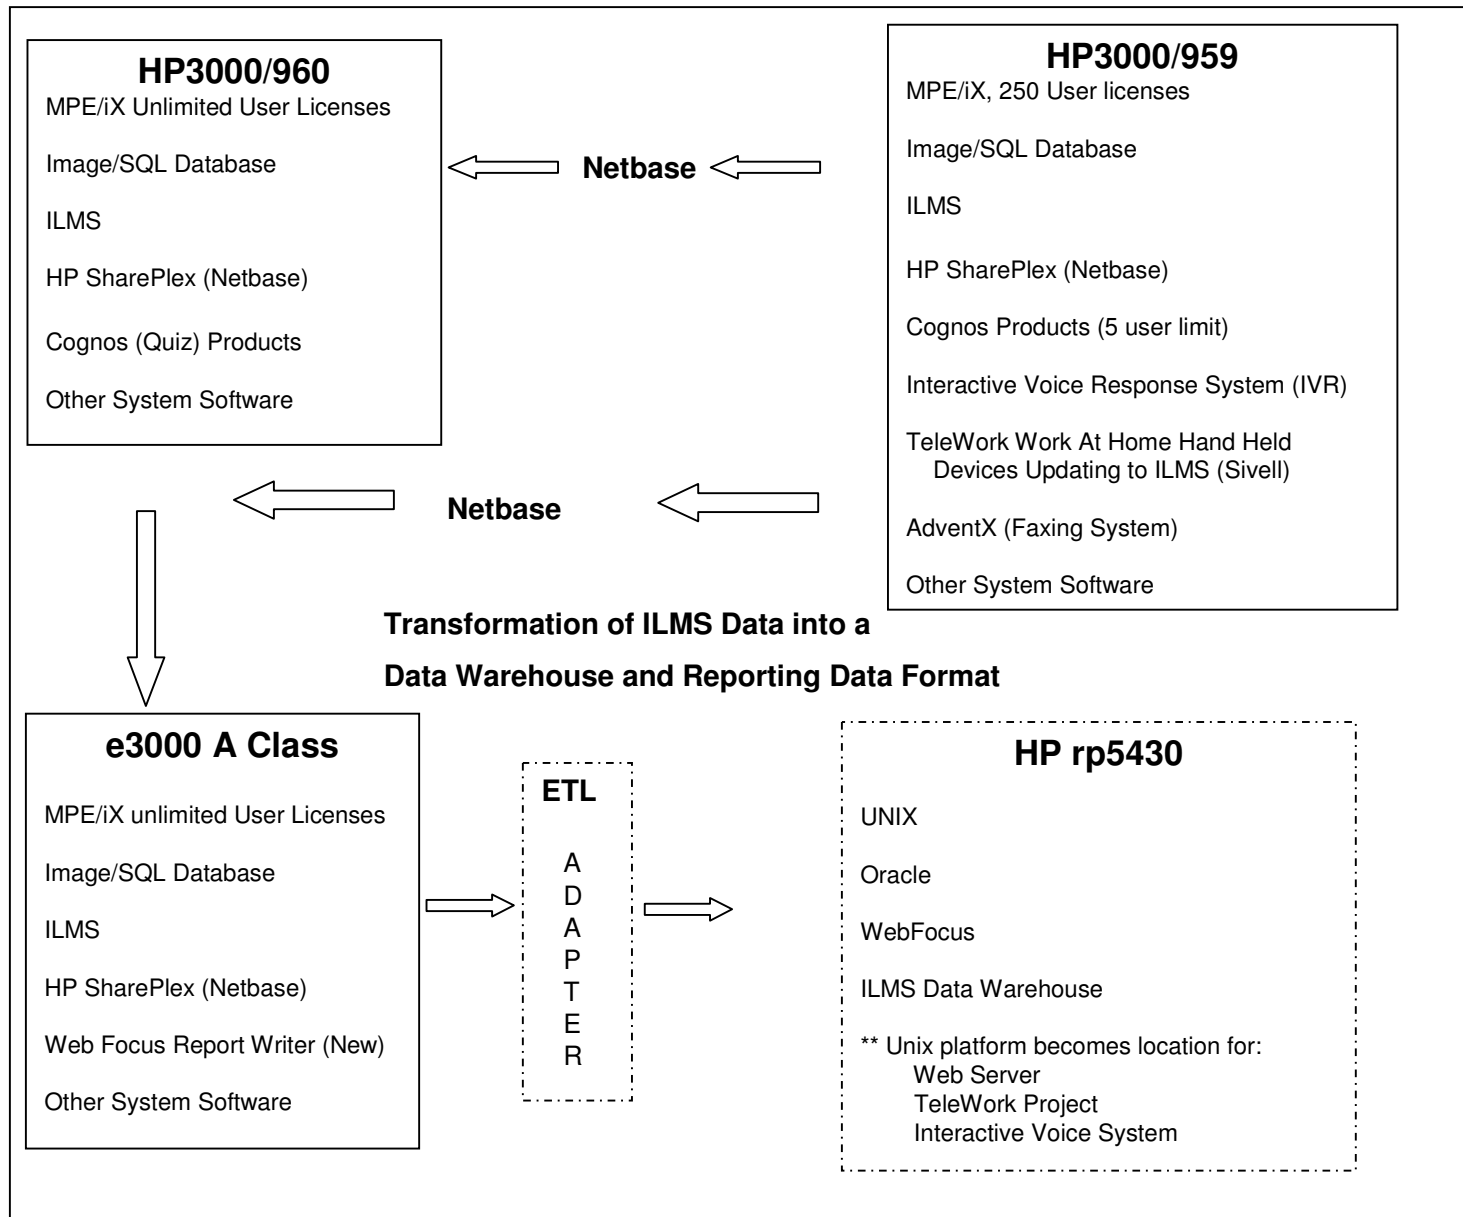 HP3000/960
MPE/iX Unlimited User Licenses
Image/SQL Database
ILMS
HP SharePlex (Netbase)
Cognos (Quiz) Products
Other System Software
Netbase
HP3000/959
MPE/iX, 250 User licenses
Image/SQL Database
ILMS
HP SharePlex (Netbase)
Cognos Products (5 user limit)
Interactive Voice Response System (IVR)
TeleWork Work At Home Hand Held
Devices Updating to ILMS (Sivell)
AdventX (Faxing System)
Other System Software
Netbase
Transformation of ILMS Data into a
Data Warehouse and Reporting Data Format
e3000 A Class
MPE/iX unlimited User Licenses
Image/SQL Database
ILMS
HP SharePlex (Netbase)
Web Focus Report Writer (New)
Other System Software
ETL
A
D
A
P
T
E
R
HP rp5430
UNIX
Oracle
WebFocus
ILMS Data Warehouse
** Unix platform becomes location for:
Web Server
TeleWork Project
Interactive Voice System